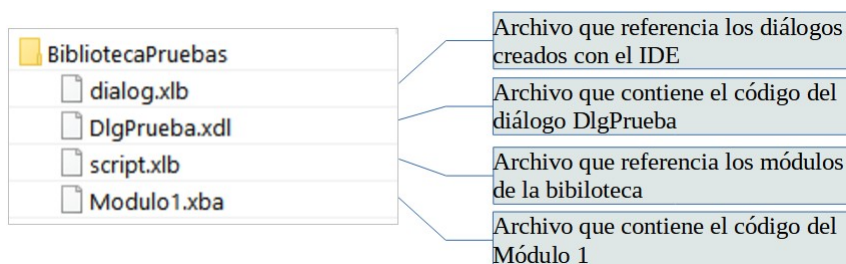 BibliotecaPruebas
dialog.xlb
DlgPrueba.xdl
script.xlb
Modulo1.xba
Archivo que referencia los diálogos
creados con el IDE
Archivo que contiene el código del
diálogo DlgPrueba
Archivo que referencia los módulos
de la bibiloteca
Archivo que contiene el código del
Módulo 1